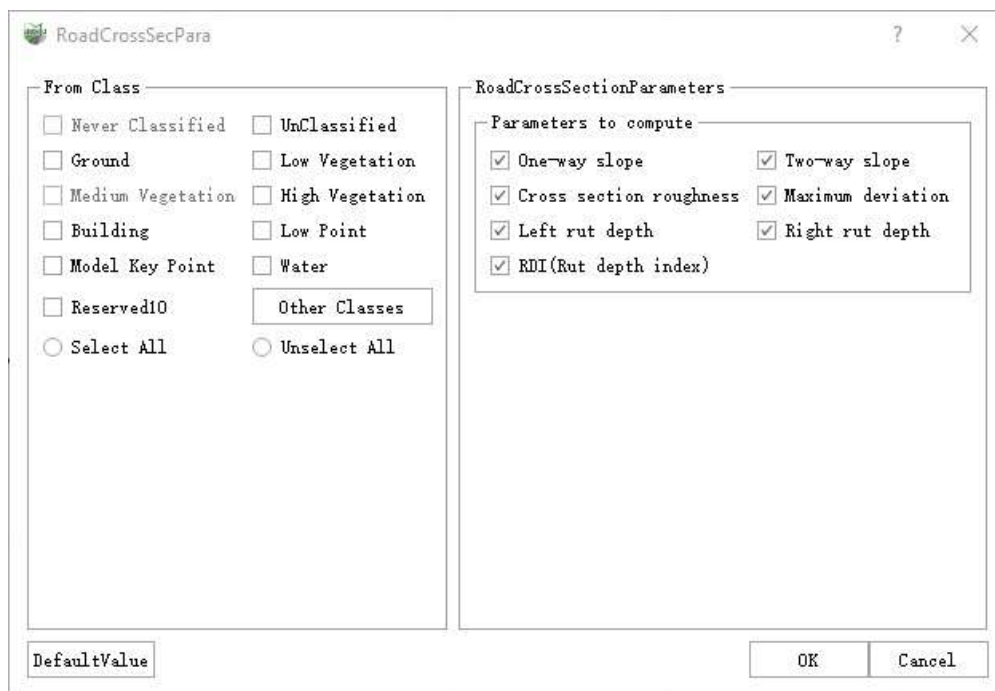 RoadCrossSecPara
?
From Class
Never Classified UnClassified
Ground Low Vegetation
Medium Vegetation High Vegetation
Building Low Point
Model Key Point Water
Reserved10 Other Classes
Select All Unselect All
RoadCrossSectionParameters
Parameters to compute
One-way slope Two-way slope
Cross section roughness Maximum deviation
Left rut depth Right rut depth
RDI(Rut depth index)
DefaultValue OK Cancel